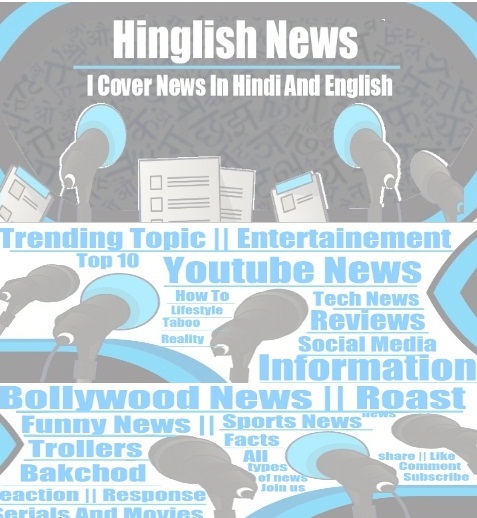 Hinglish News
I Cover News In Hindi And English
Trending Topic || Entertainement
Top 10
Youtube News
How To
Lifestyle
Taboo
Reality
Tech News
Reviews
Social Media
Information
Bollywood News || Roast
Funny News || Sports News
news
Trollers
Bakchod
Facts
All
types
of news
Join us
share || Like
Comment
Subscribe
eaction || Response
Serials And Movies